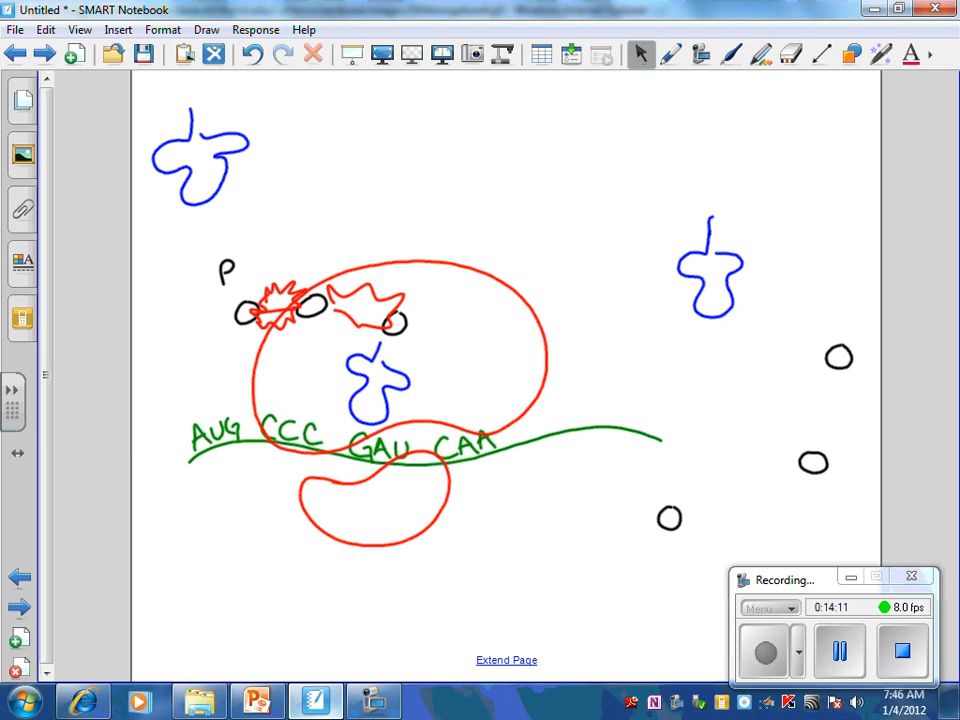 Untitled * - SMART Notebook
File Edit View Insert Format Draw Response Help
P
AUG CCC GAU CAA
Recording...
Menu 0:14:11 8.0 fps
Extend Page
7:46 AM
1/4/2012